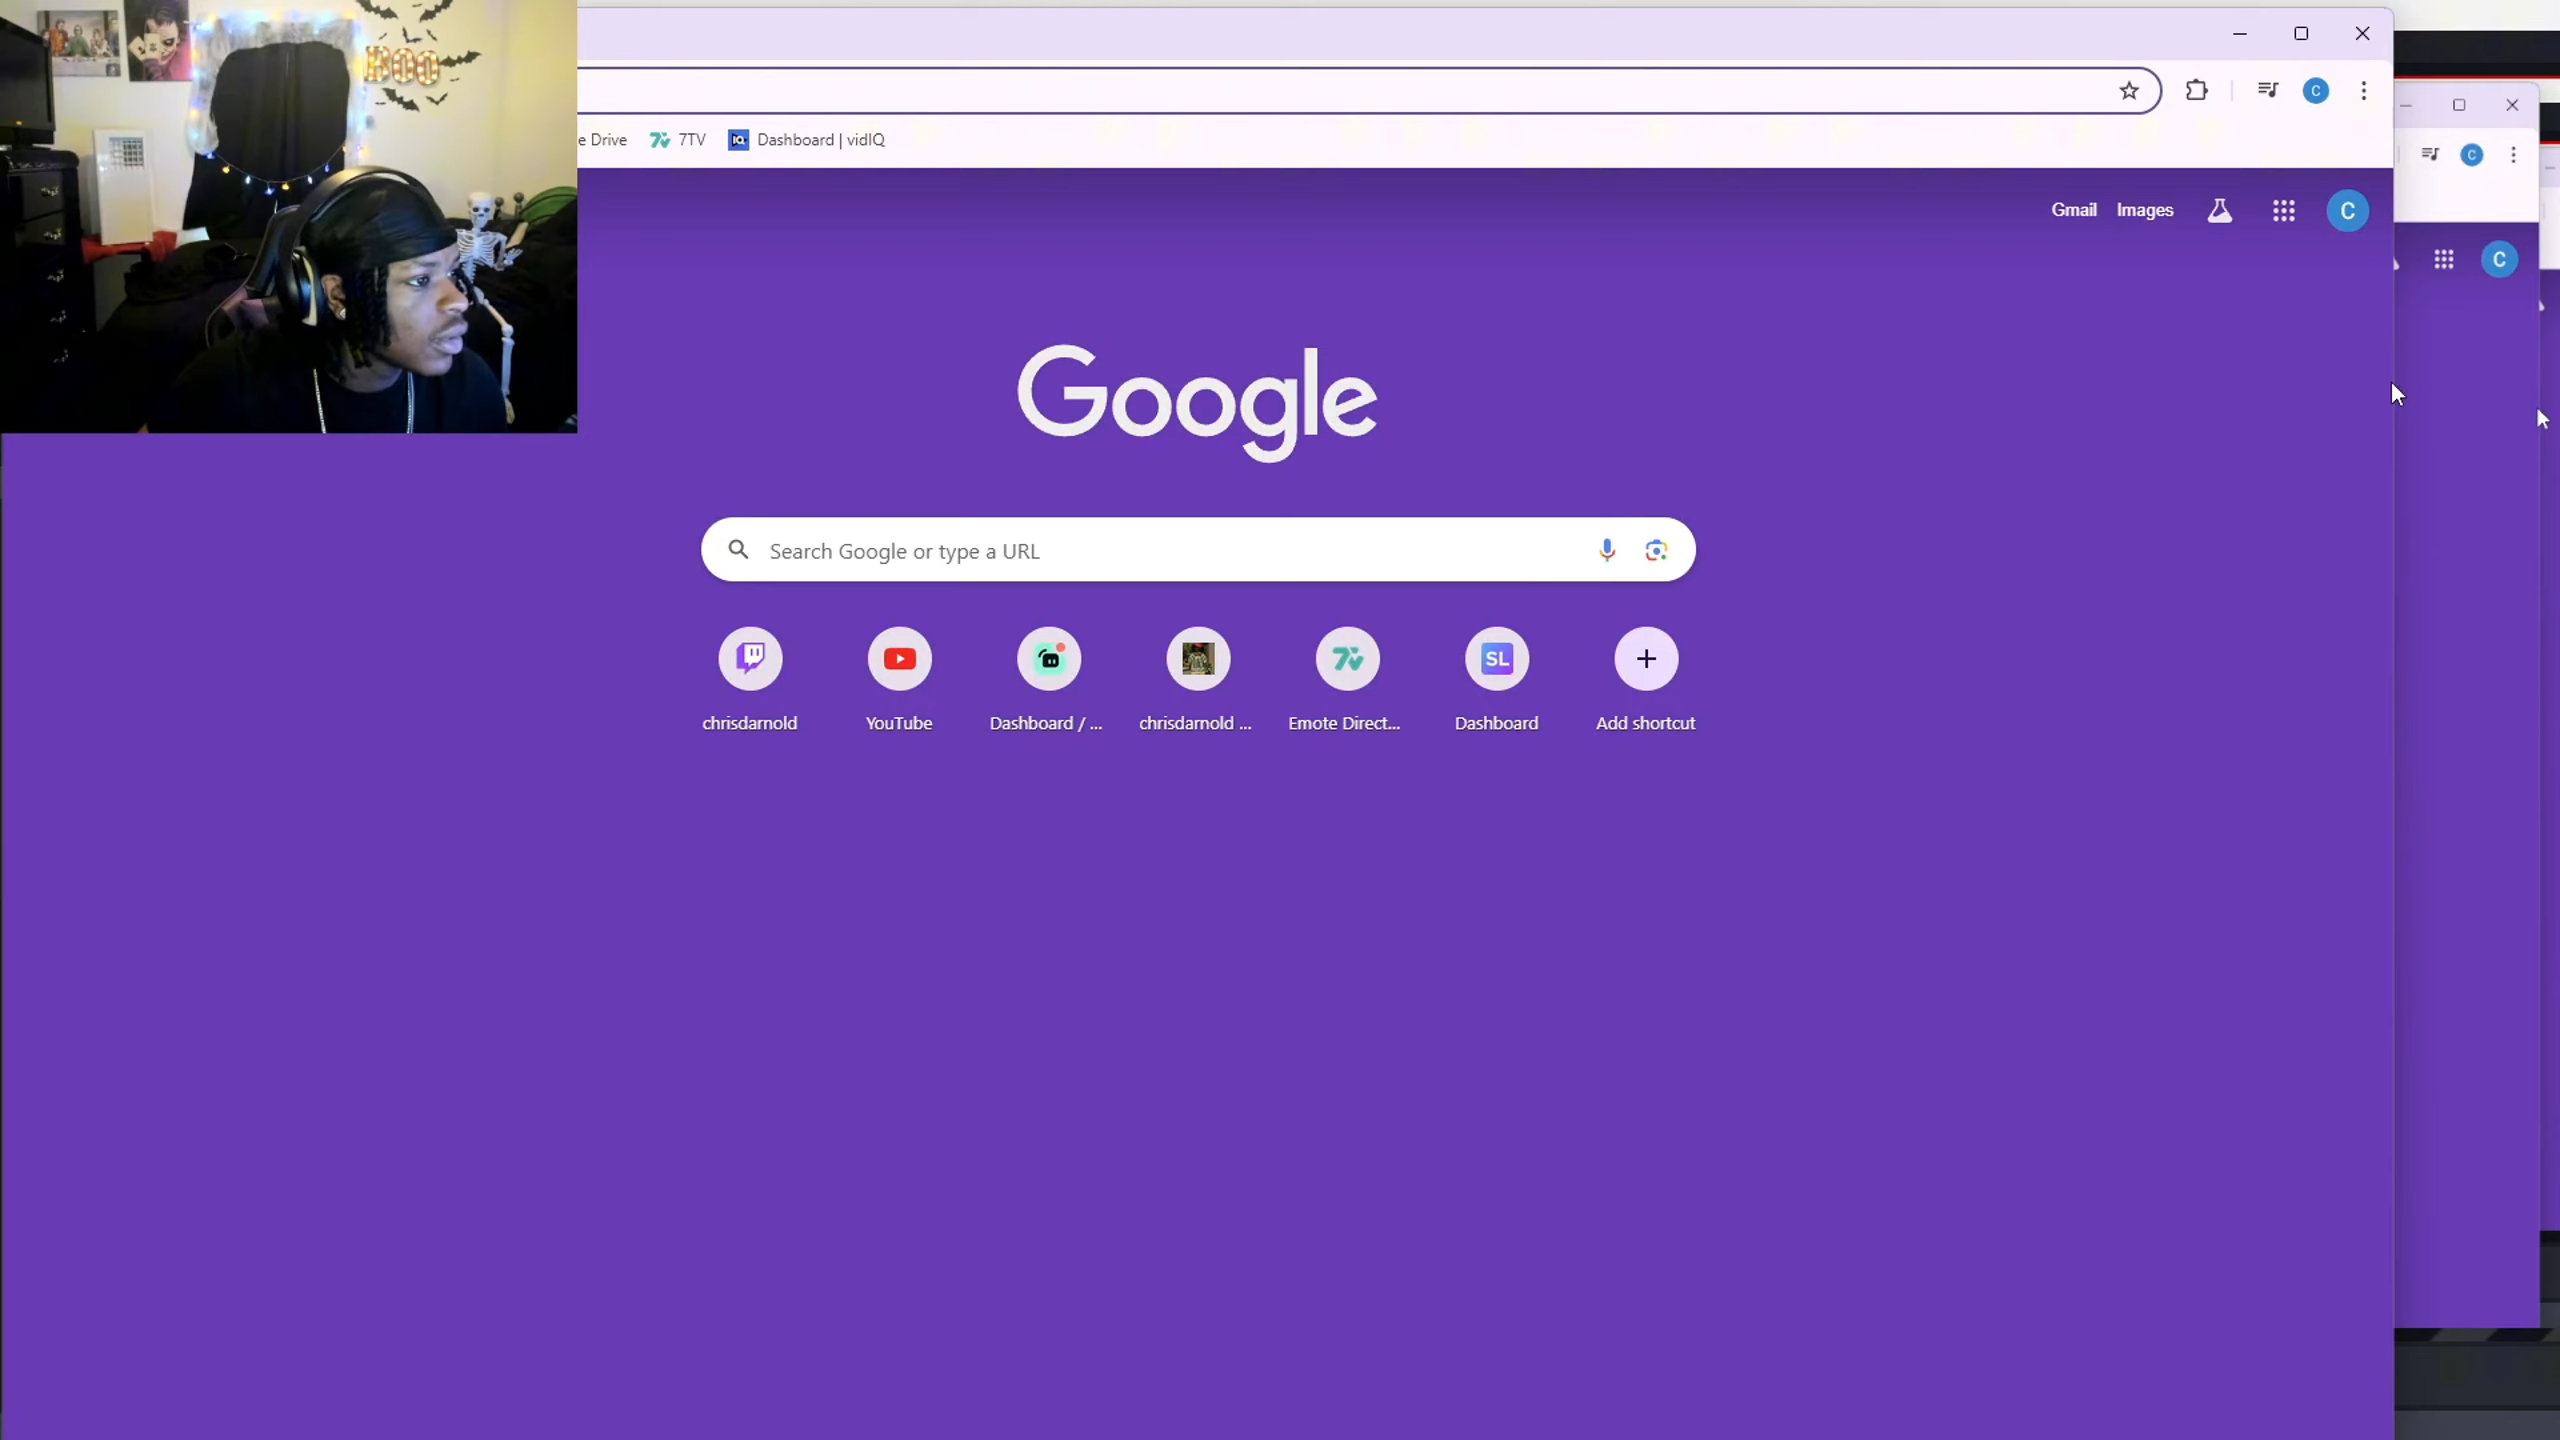 BOO
e Drive
7TV
Dashboard | vidIQ
C
C
Gmail
Images
C
C
Google
Search Google or type a URL
SL
chrisdarnold
YouTube
Dashboard / ...
chrisdarnold ...
Emote Direct...
Dashboard
Add shortcut